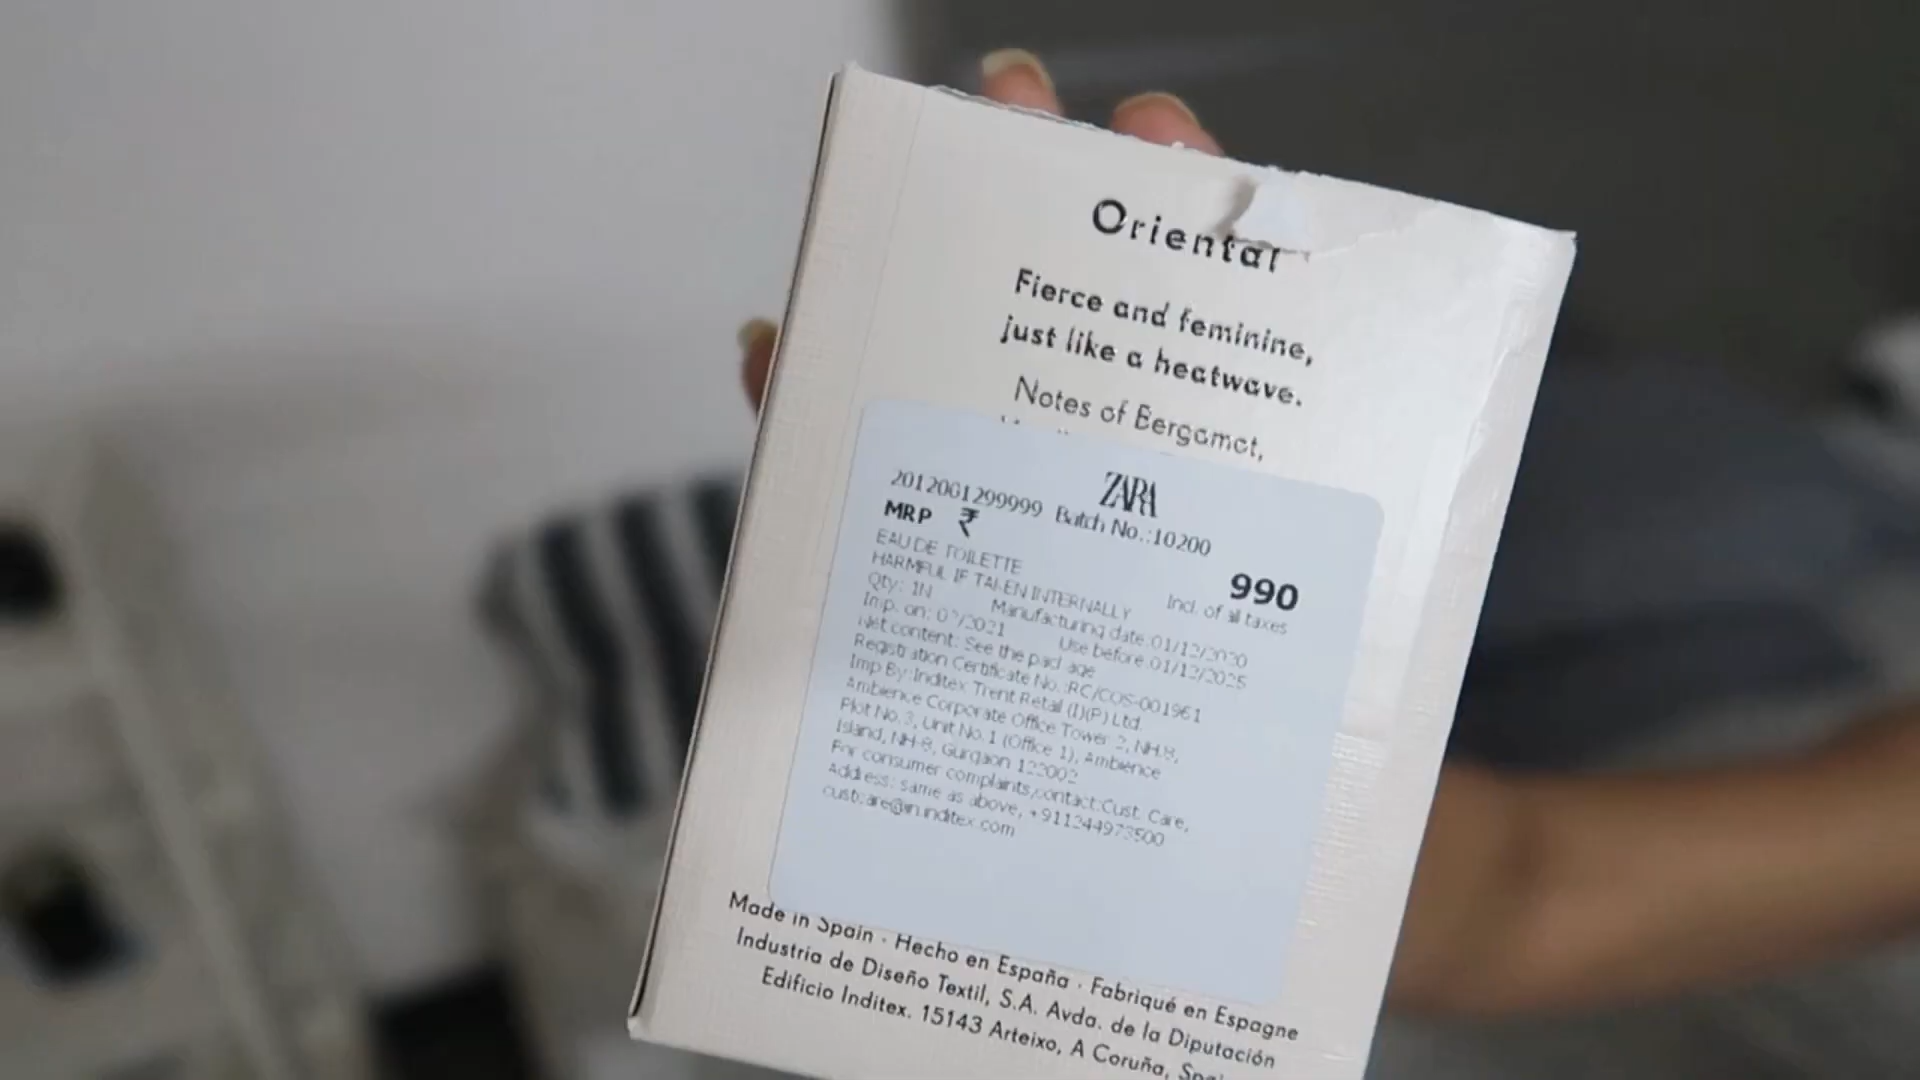 Oriental
Fierce and feminine,
just like a heatwave.
Notes of Bergamot,
ZARA
2012001299999 Batch No.:10200
MRP ₹ 990
EAU DE TOILETTE Incl. of all taxes
HARMFUL IF TAKEN INTERNALLY
Qty: 1N Manufacturing date:01/12/2020
Imp. on: /2021 Use before:01/12/2025
Net content: See the package
Registration Certificate No.:RC/COS-001961
Imp By:Inditex Trent Retail (I)(P) Ltd.
Ambience Corporate Office Tower 2, NH-8,
Plot No.3, Unit No.1 (Office 1), Ambience
Island, NH-8, Gurgaon 122002
For consumer complaints,contact:Cust. Care,
Address: same as above, +911244973500
custcare@in.inditex.com
Made in Spain · Hecho en España · Fabriqué en Espagne
Industria de Diseño Textil, S.A. Avda. de la Diputación
Edificio Inditex. 15143 Arteixo, A Coruña,